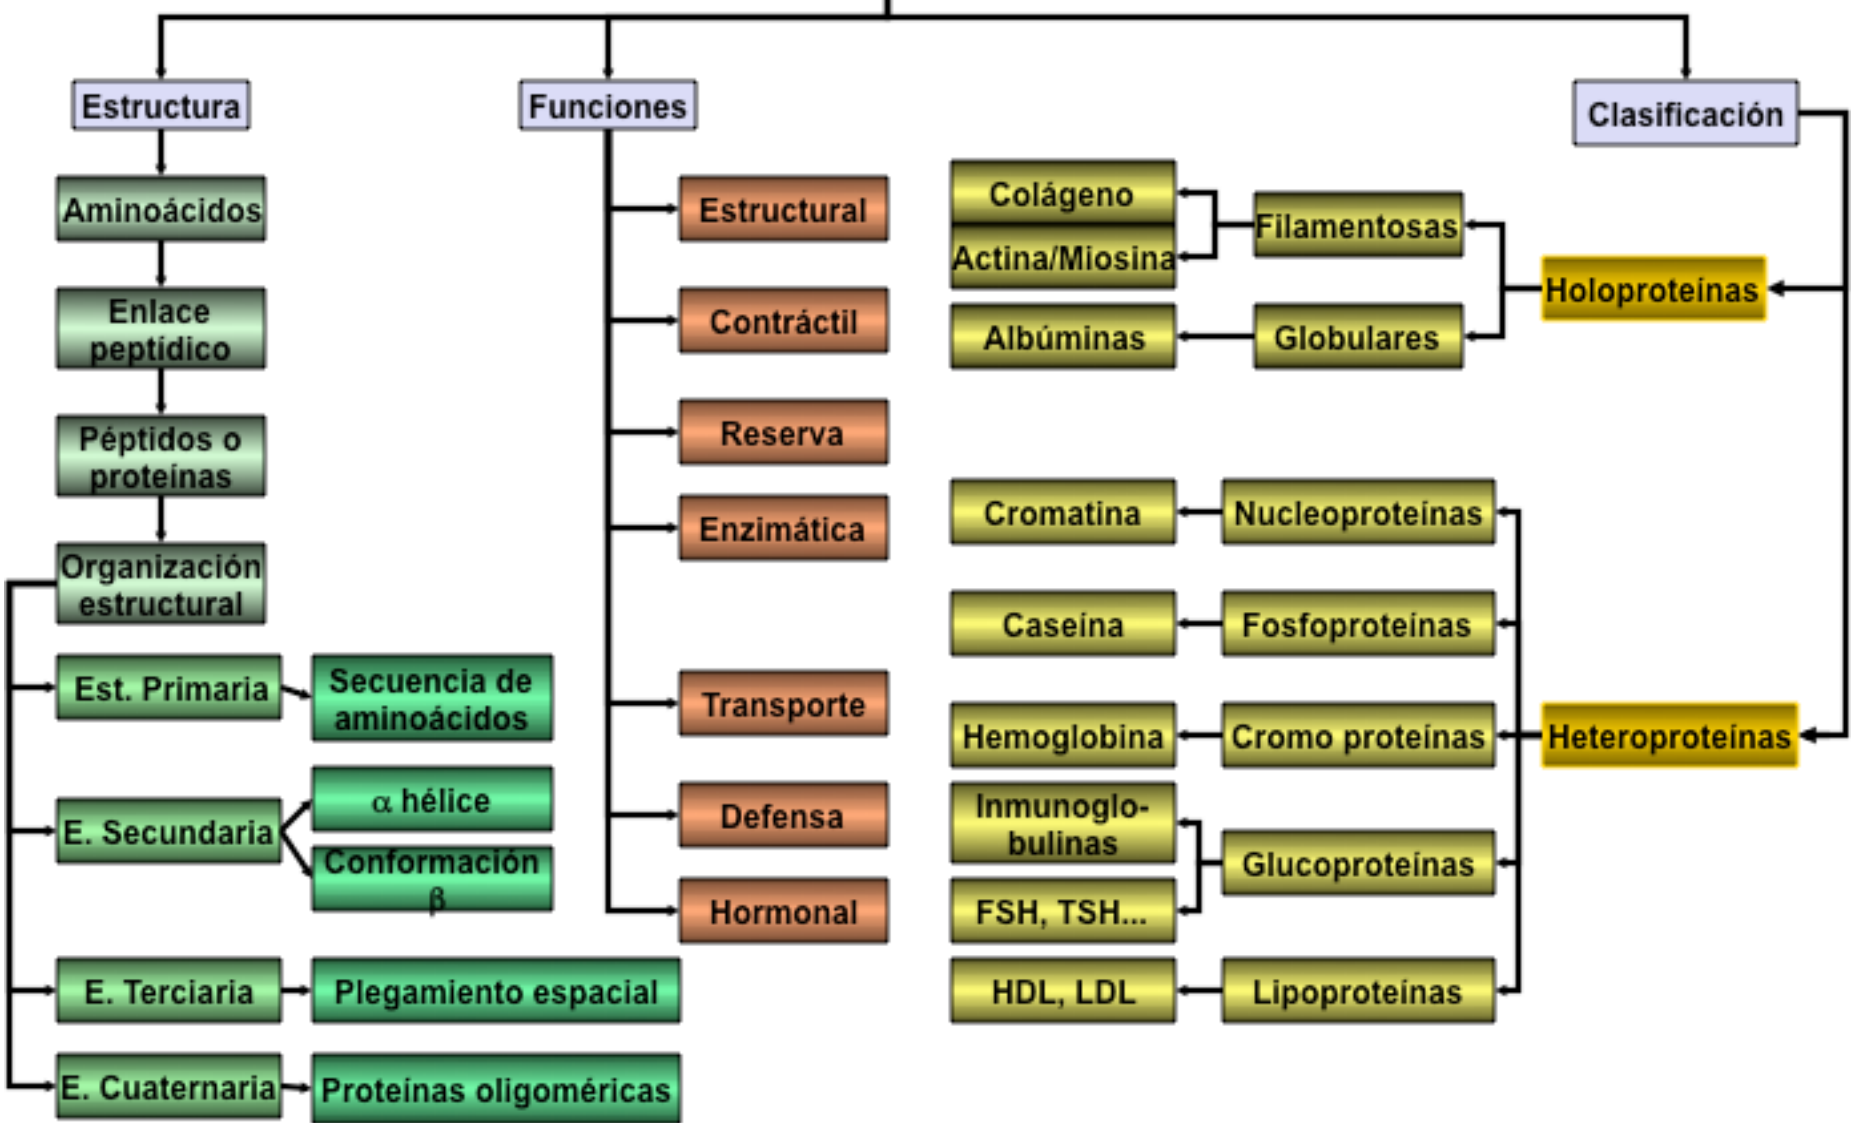 Estructura
Aminoácidos
Enlace
peptídico
Péptidos o
proteínas
Organización
estructural
Est. Primaria
Secuencia de
aminoácidos
E. Secundaria
α hélice
Conformación
β
E. Terciaria
Plegamiento espacial
E. Cuaternaria
Proteínas oligoméricas
Funciones
Estructural
Contráctil
Reserva
Enzimática
Transporte
Defensa
Hormonal
Clasificación
Holoproteínas
Filamentosas
Colágeno
Actina/Miosina
Globulares
Albúminas
Heteroproteínas
Nucleoproteínas
Cromatina
Fosfoproteínas
Caseína
Cromo proteínas
Hemoglobina
Glucoproteínas
Inmunoglo-
bulinas
FSH, TSH...
Lipoproteínas
HDL, LDL